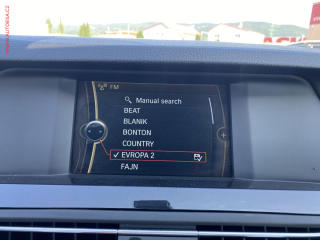 FM
Manual search
BEAT
BLANIK
BONTON
COUNTRY
EVROPA 2
FAJN